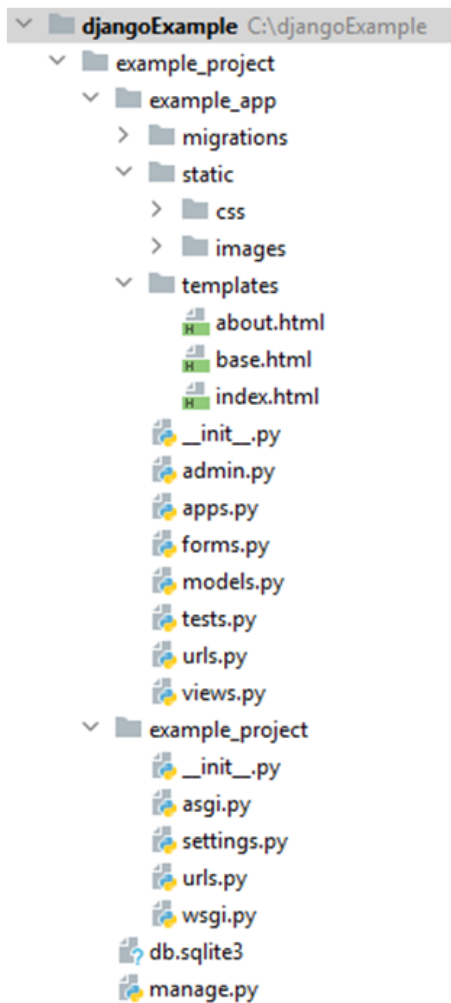 djangoExample C:\djangoExample
example_project
example_app
migrations
static
css
images
templates
about.html
base.html
index.html
__init__.py
admin.py
apps.py
forms.py
models.py
tests.py
urls.py
views.py
example_project
__init__.py
asgi.py
settings.py
urls.py
wsgi.py
db.sqlite3
manage.py